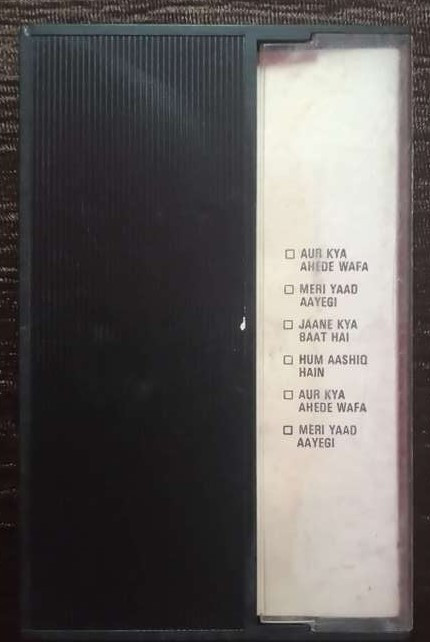 ☐ AUR KYA
AHEDE WAFA
☐ MERI YAAD
AAYEGI
☐ JAANE KYA
BAAT HAI
☐ HUM AASHIQ
HAIN
☐ AUR KYA
AHEDE WAFA
☐ MERI YAAD
AAYEGI